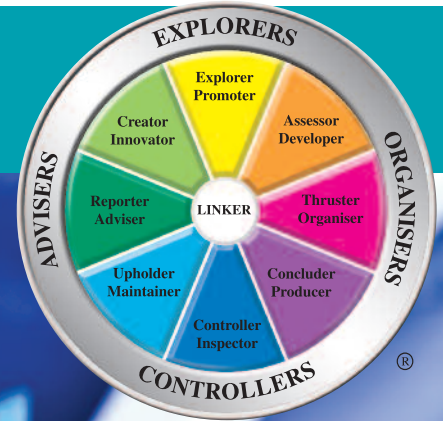 EXPLORERS
Explorer
Promoter
Creator
Innovator
Assessor
Developer
ADVISERS
Reporter
Adviser
LINKER
Thruster
Organiser
ORGANISERS
Upholder
Maintainer
Concluder
Producer
Controller
Inspector
CONTROLLERS
®